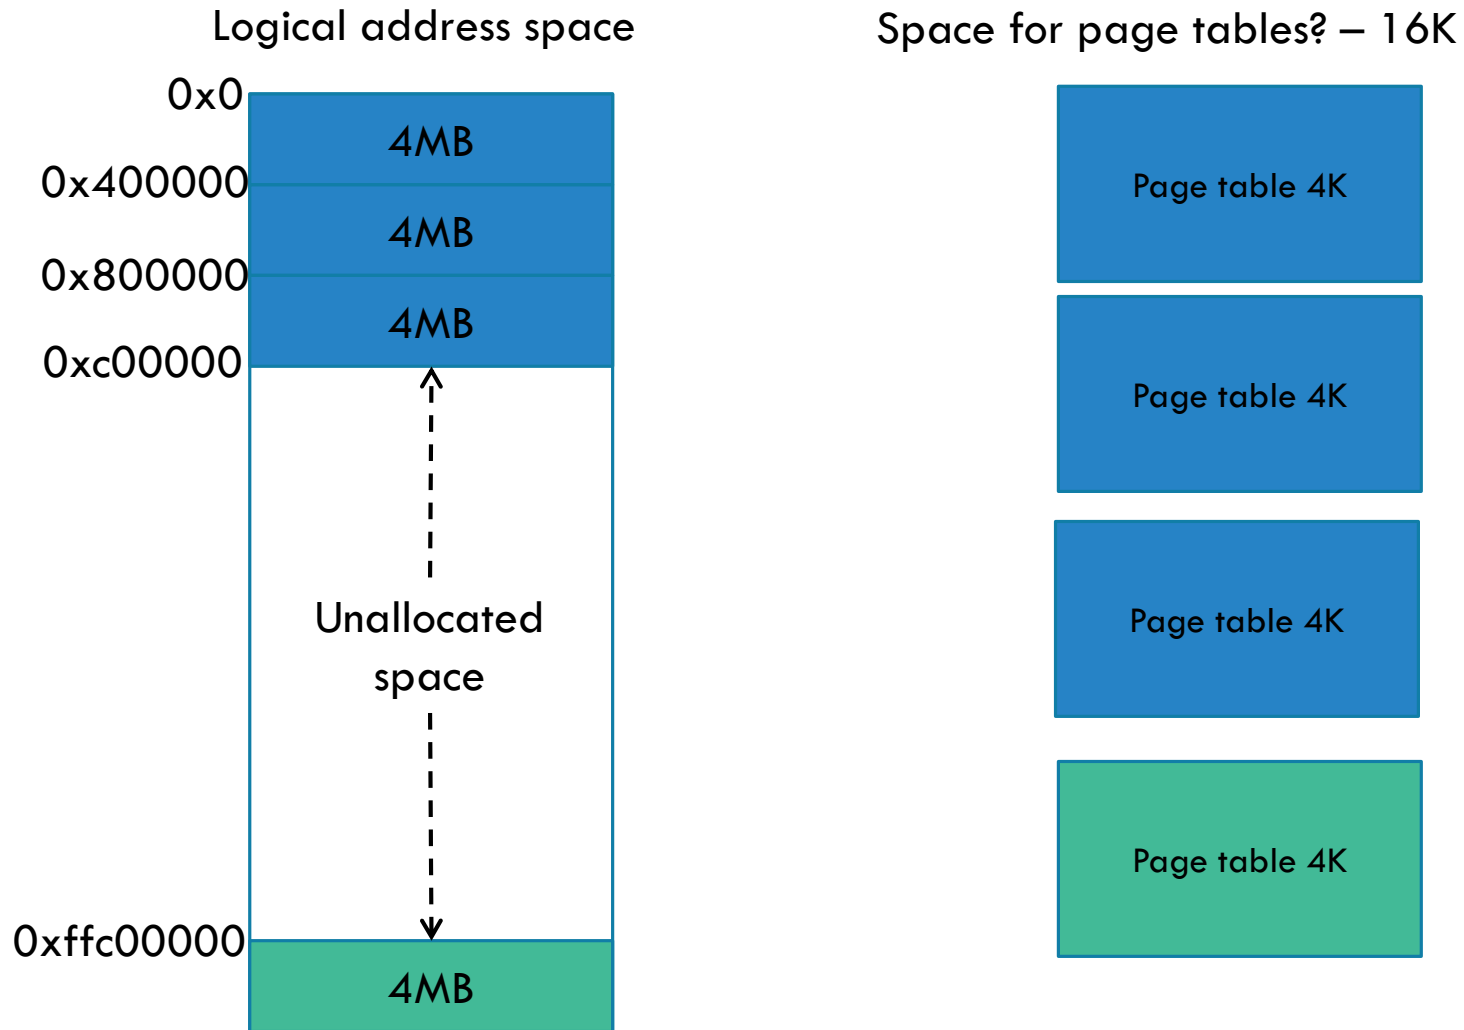 Logical address space
Space for page tables? – 16K
0x0
4MB
0x400000
4MB
0x800000
4MB
0xc00000
Unallocated
space
0xffc00000
4MB
Page table 4K
Page table 4K
Page table 4K
Page table 4K